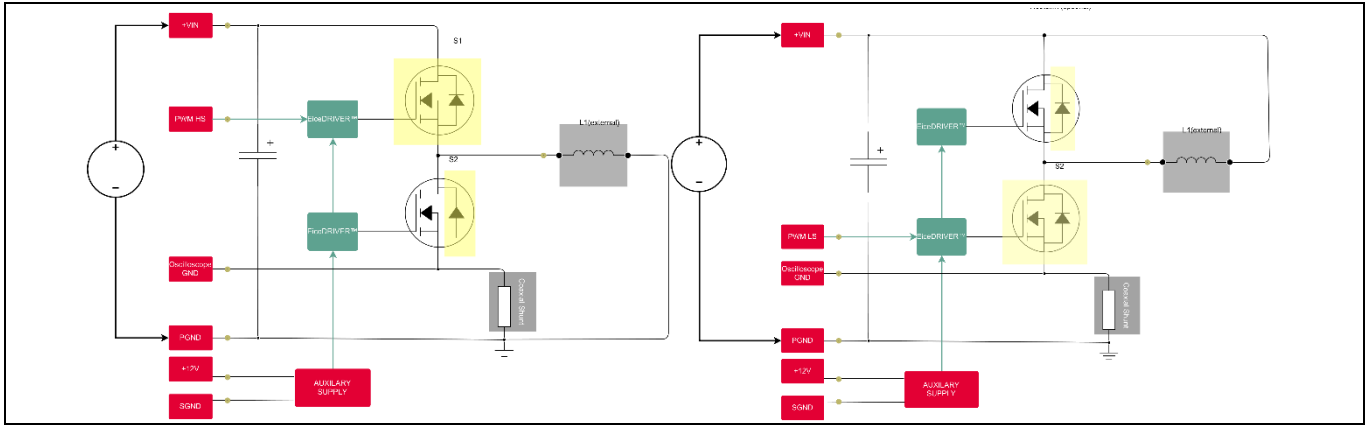 +VIN
S1
PWM HS
EiceDRIVER™
L1(external)
S2
EiceDRIVER™
Oscilloscope
GND
Coaxial Shunt
PGND
+12V
AUXILARY
SUPPLY
SGND
+VIN
EiceDRIVER™
L1(external)
S2
PWM LS
EiceDRIVER™
Oscilloscope
GND
Coaxial Shunt
PGND
+12V
AUXILARY
SUPPLY
SGND